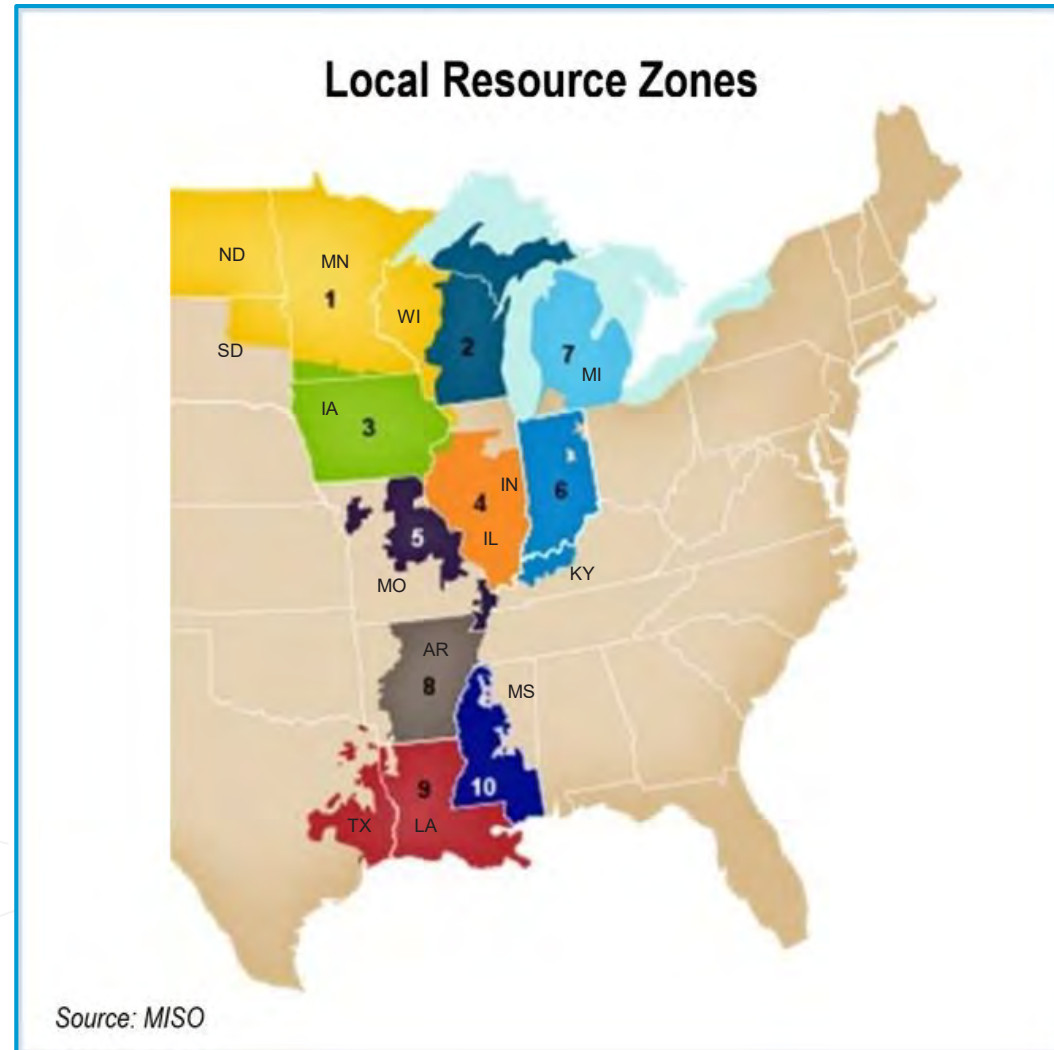 Local Resource Zones
ND
MN
1
WI
SD
2
7
MI
IA
3
IN
4
6
IL
5
KY
MO
AR
8
MS
9
10
TX
LA
Source: MISO